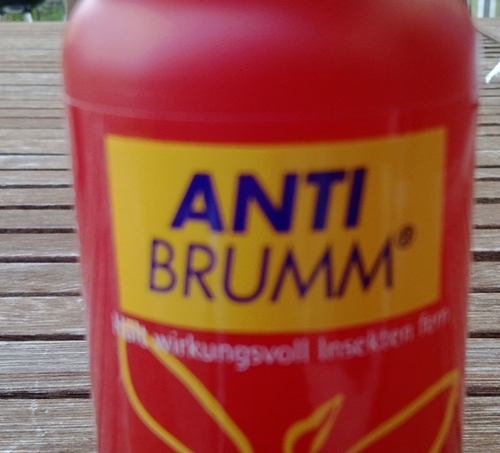 ANTI
BRUMM®
Hält wirkungsvoll Insekten fern